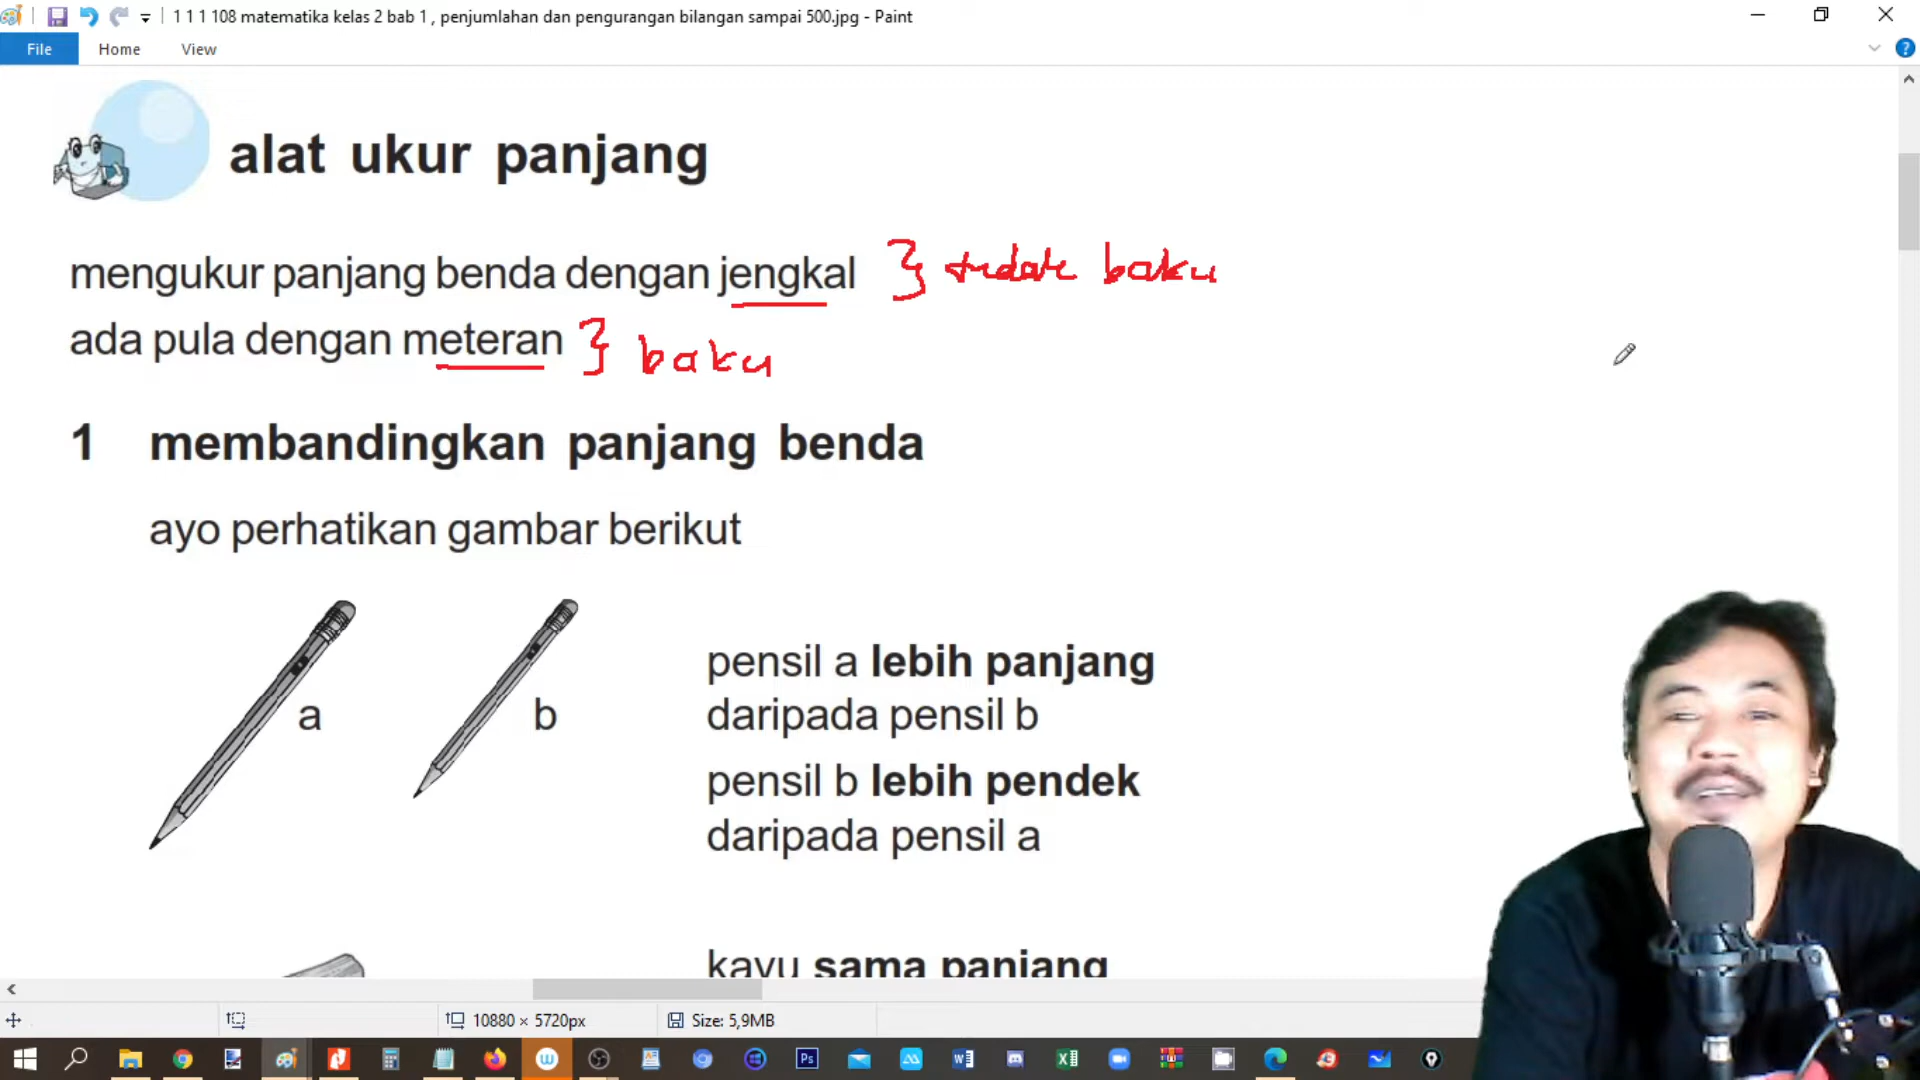 1 1 1 108 matematika kelas 2 bab 1 , penjumlahan dan pengurangan bilangan sampai 500.jpg - Paint
File Home View
alat ukur panjang
mengukur panjang benda dengan jengkal } tidak baku
ada pula dengan meteran } baku
1 membandingkan panjang benda
ayo perhatikan gambar berikut
a
b
pensil a lebih panjang
daripada pensil b
pensil b lebih pendek
daripada pensil a
kayu sama panjang
10880 × 5720px
Size: 5,9MB
Ps